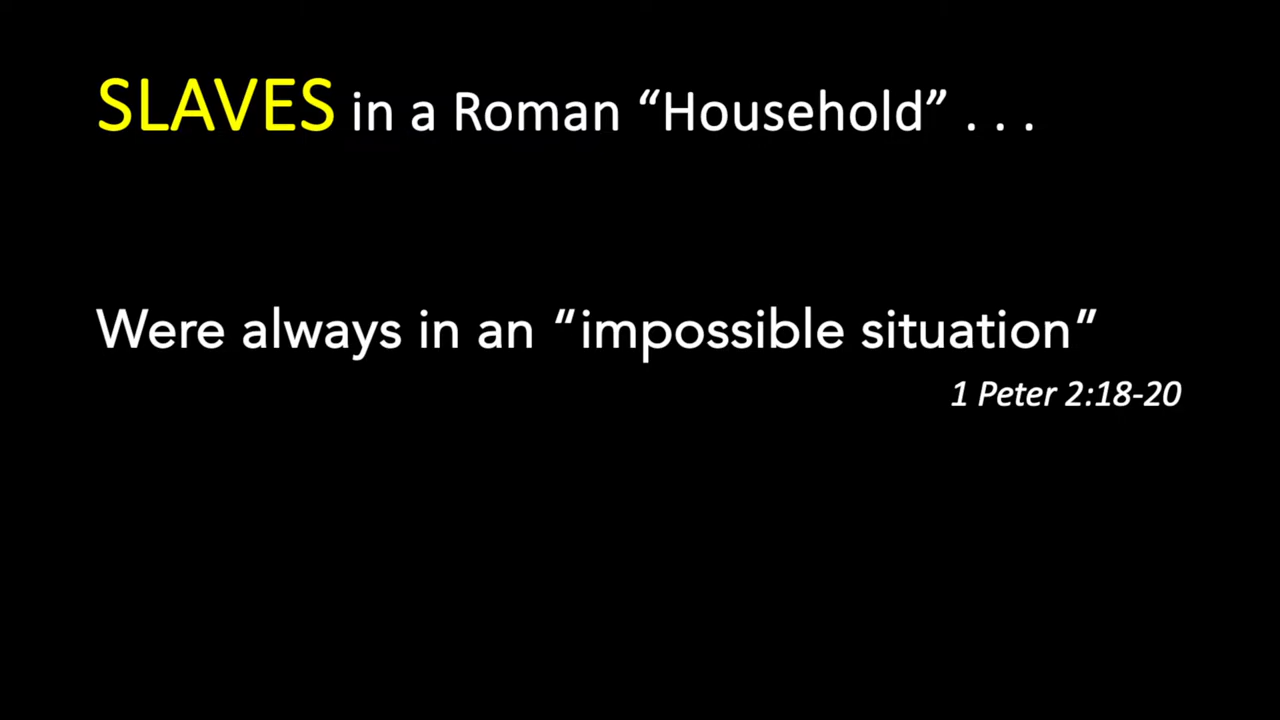 SLAVES in a Roman “Household” . . .
Were always in an “impossible situation”
1 Peter 2:18-20